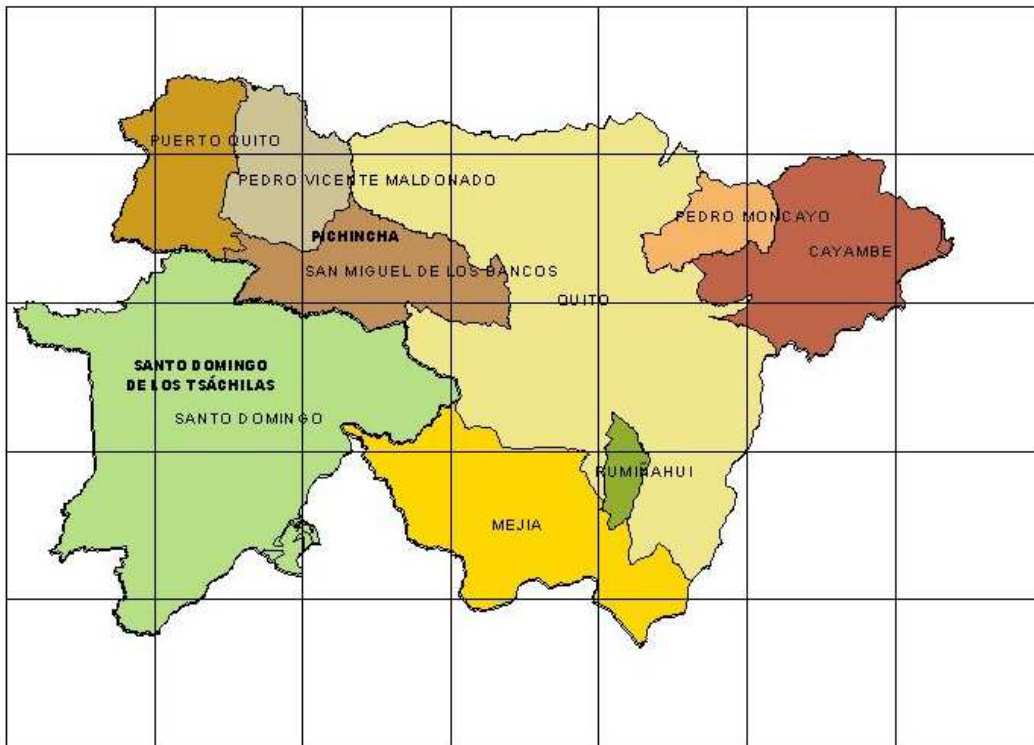 PUERTO QUITO
PEDRO VICENTE MALDONADO
PEDRO MONCAYO
PICHINCHA
CAYAMBE
SAN MIGUEL DE LOS BANCOS
QUITO
SANTO DOMINGO
DE LOS TSÁCHILAS
SANTO DOMINGO
RUMIÑAHUI
MEJIA